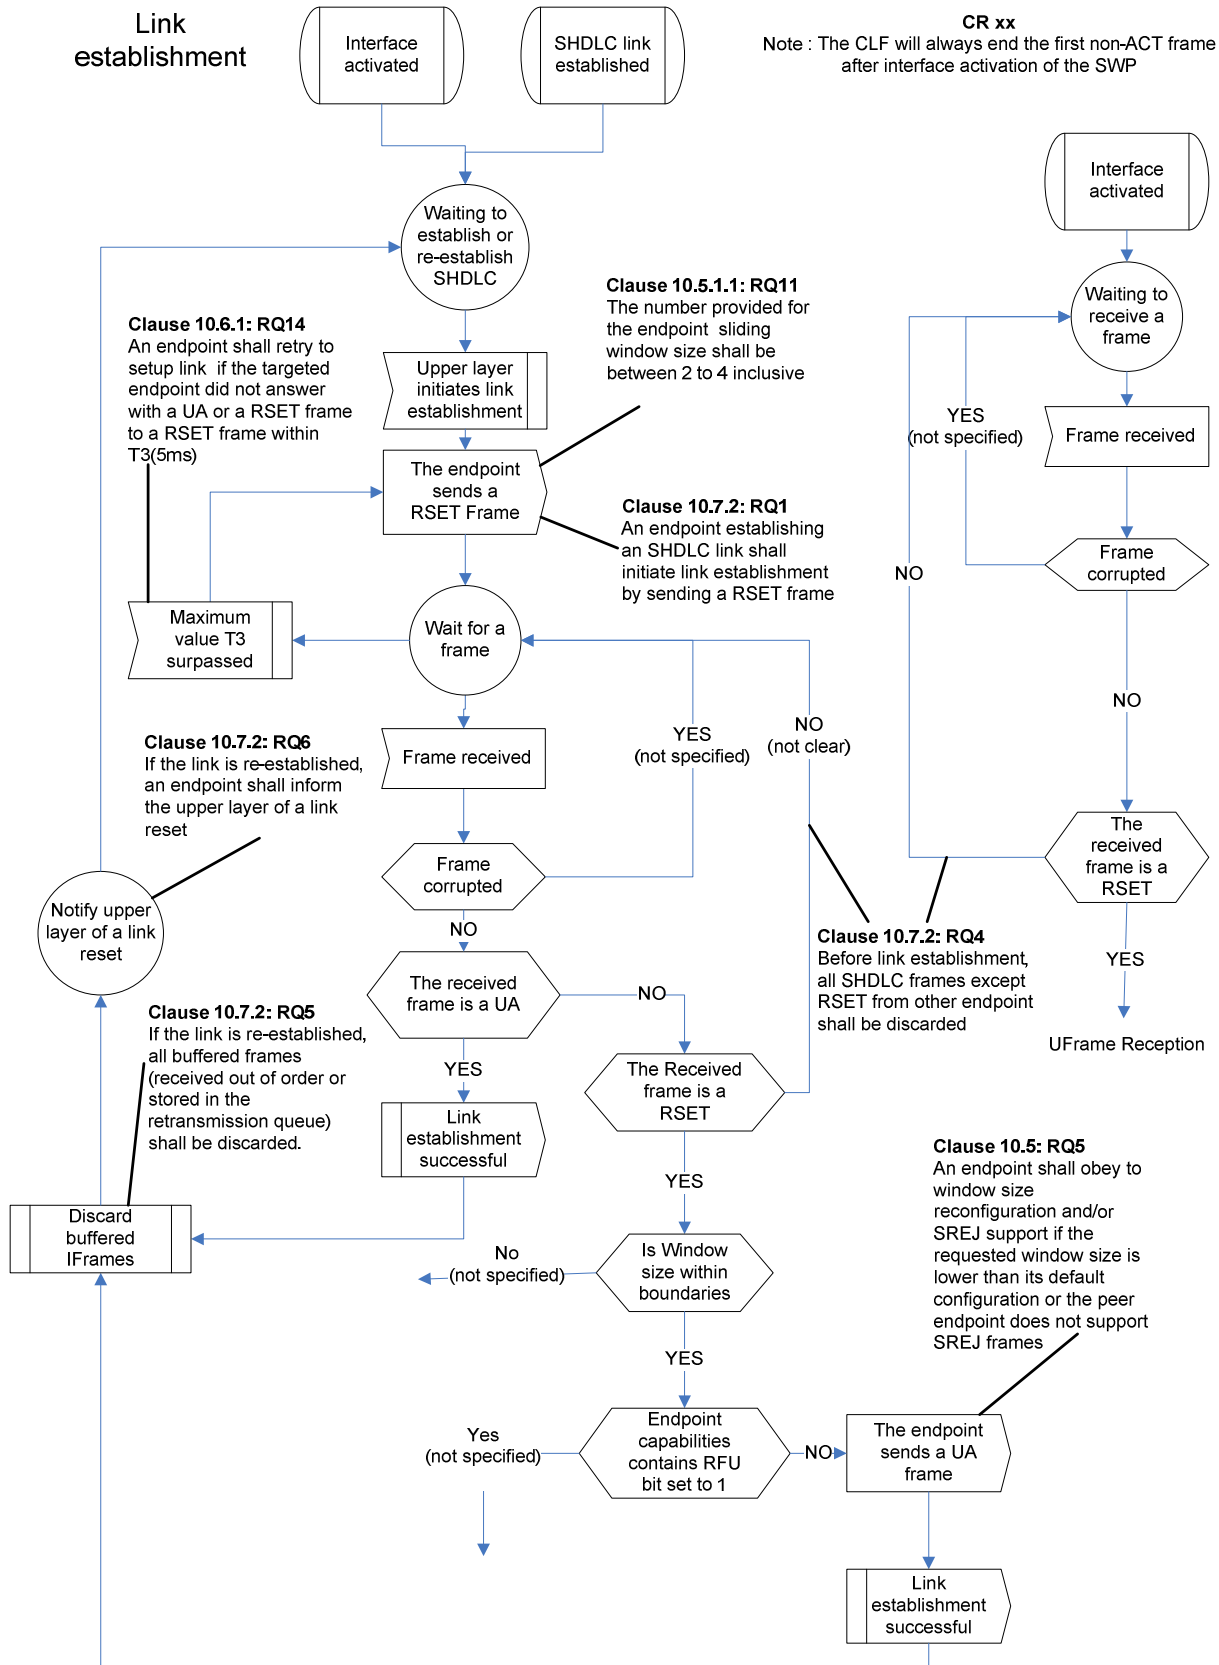 Link
establishment
Interface
activated
SHDLC link
established
CR xx
Note : The CLF will always end the first non-ACT frame
after interface activation of the SWP
Interface
activated
Waiting to
establish or
re-establish
SHDLC
Waiting to
receive a
frame
Clause 10.5.1.1: RQ11
The number provided for
the endpoint sliding
window size shall be
between 2 to 4 inclusive
Clause 10.6.1: RQ14
An endpoint shall retry to
setup link if the targeted
endpoint did not answer
with a UA or a RSET frame
to a RSET frame within
T3(5ms)
Upper layer
initiates link
establishment
YES
(not specified)
Frame received
The endpoint
sends a
RSET Frame
Clause 10.7.2: RQ1
An endpoint establishing
an SHDLC link shall
initiate link establishment
by sending a RSET frame
NO
Frame
corrupted
Maximum
value T3
surpassed
Wait for a
frame
NO
YES
(not specified)
NO
(not clear)
Clause 10.7.2: RQ6
If the link is re-established,
an endpoint shall inform
the upper layer of a link
reset
Frame received
The
received
frame is a
RSET
Frame
corrupted
Notify upper
layer of a link
reset
NO
Clause 10.7.2: RQ4
Before link establishment,
all SHDLC frames except
RSET from other endpoint
shall be discarded
YES
UFrame Reception
The received
frame is a UA
NO
Clause 10.7.2: RQ5
If the link is re-established,
all buffered frames
(received out of order or
stored in the
retransmission queue)
shall be discarded.
YES
The Received
frame is a
RSET
Link
establishment
successful
YES
Clause 10.5: RQ5
An endpoint shall obey to
window size
reconfiguration and/or
SREJ support if the
requested window size is
lower than its default
configuration or the peer
endpoint does not support
SREJ frames
Discard
buffered
IFrames
No
(not specified)
Is Window
size within
boundaries
YES
Yes
(not specified)
Endpoint
capabilities
contains RFU
bit set to 1
NO
The endpoint
sends a UA
frame
Link
establishment
successful